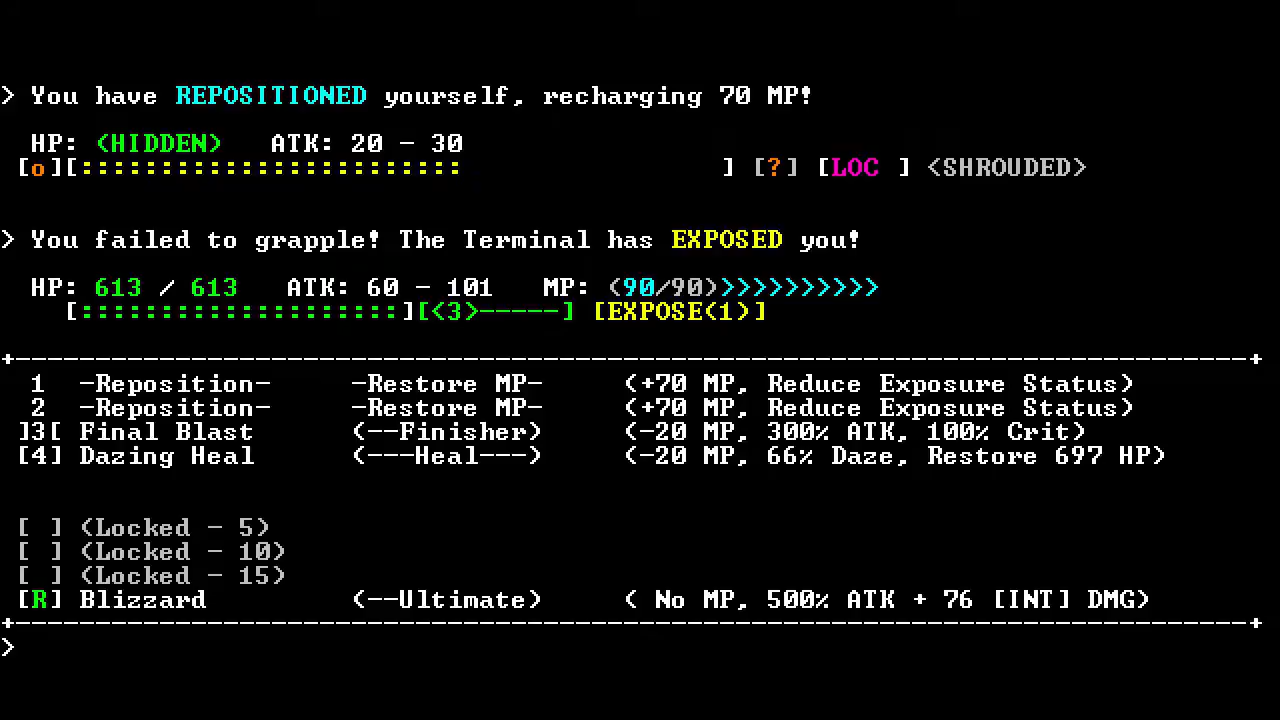 > You have REPOSITIONED yourself, recharging 70 MP!
HP: (HIDDEN) ATK: 20 - 30
[o][:::::::::::::::::::::::: ] [?] [LOC ] <SHROUDED>
> You failed to grapple! The Terminal has EXPOSED you!
HP: 613 / 613 ATK: 60 - 101 MP: (90/90)>>>>>>>>>>
[::::::::::::::::::::][<3>-----] [EXPOSE(1)]
+-----------------------------------------------------------------------------+
1 -Reposition- -Restore MP- (+70 MP, Reduce Exposure Status)
2 -Reposition- -Restore MP- (+70 MP, Reduce Exposure Status)
]3[ Final Blast (--Finisher) (-20 MP, 300% ATK, 100% Crit)
[4] Dazing Heal (---Heal---) (-20 MP, 66% Daze, Restore 697 HP)
[ ] (Locked - 5)
[ ] (Locked - 10)
[ ] (Locked - 15)
[R] Blizzard (--Ultimate) ( No MP, 500% ATK + 76 [INT] DMG)
+-----------------------------------------------------------------------------+
>